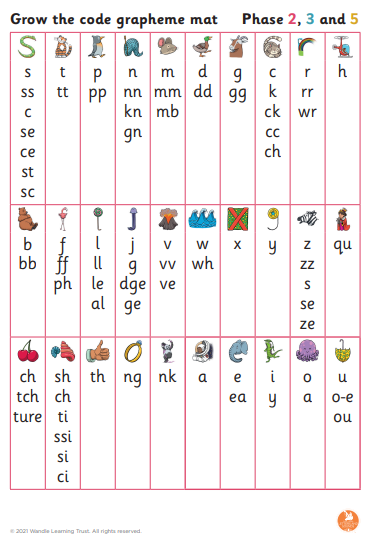 Grow the code grapheme mat Phase 2, 3 and 5
s t p n m d g c r h
ss tt pp nn mm dd gg k rr
c kn mb ck wr
se gn cc
ce ch
st
sc
b f l j v w x y z qu
bb ff ll g vv wh zz
ph le dge ve s
al ge se
ze
ch sh th ng nk a e i o u
tch ch ea y a o-e
ture ti ou
ssi
si
ci
© 2021 Wandle Learning Trust. All rights reserved.